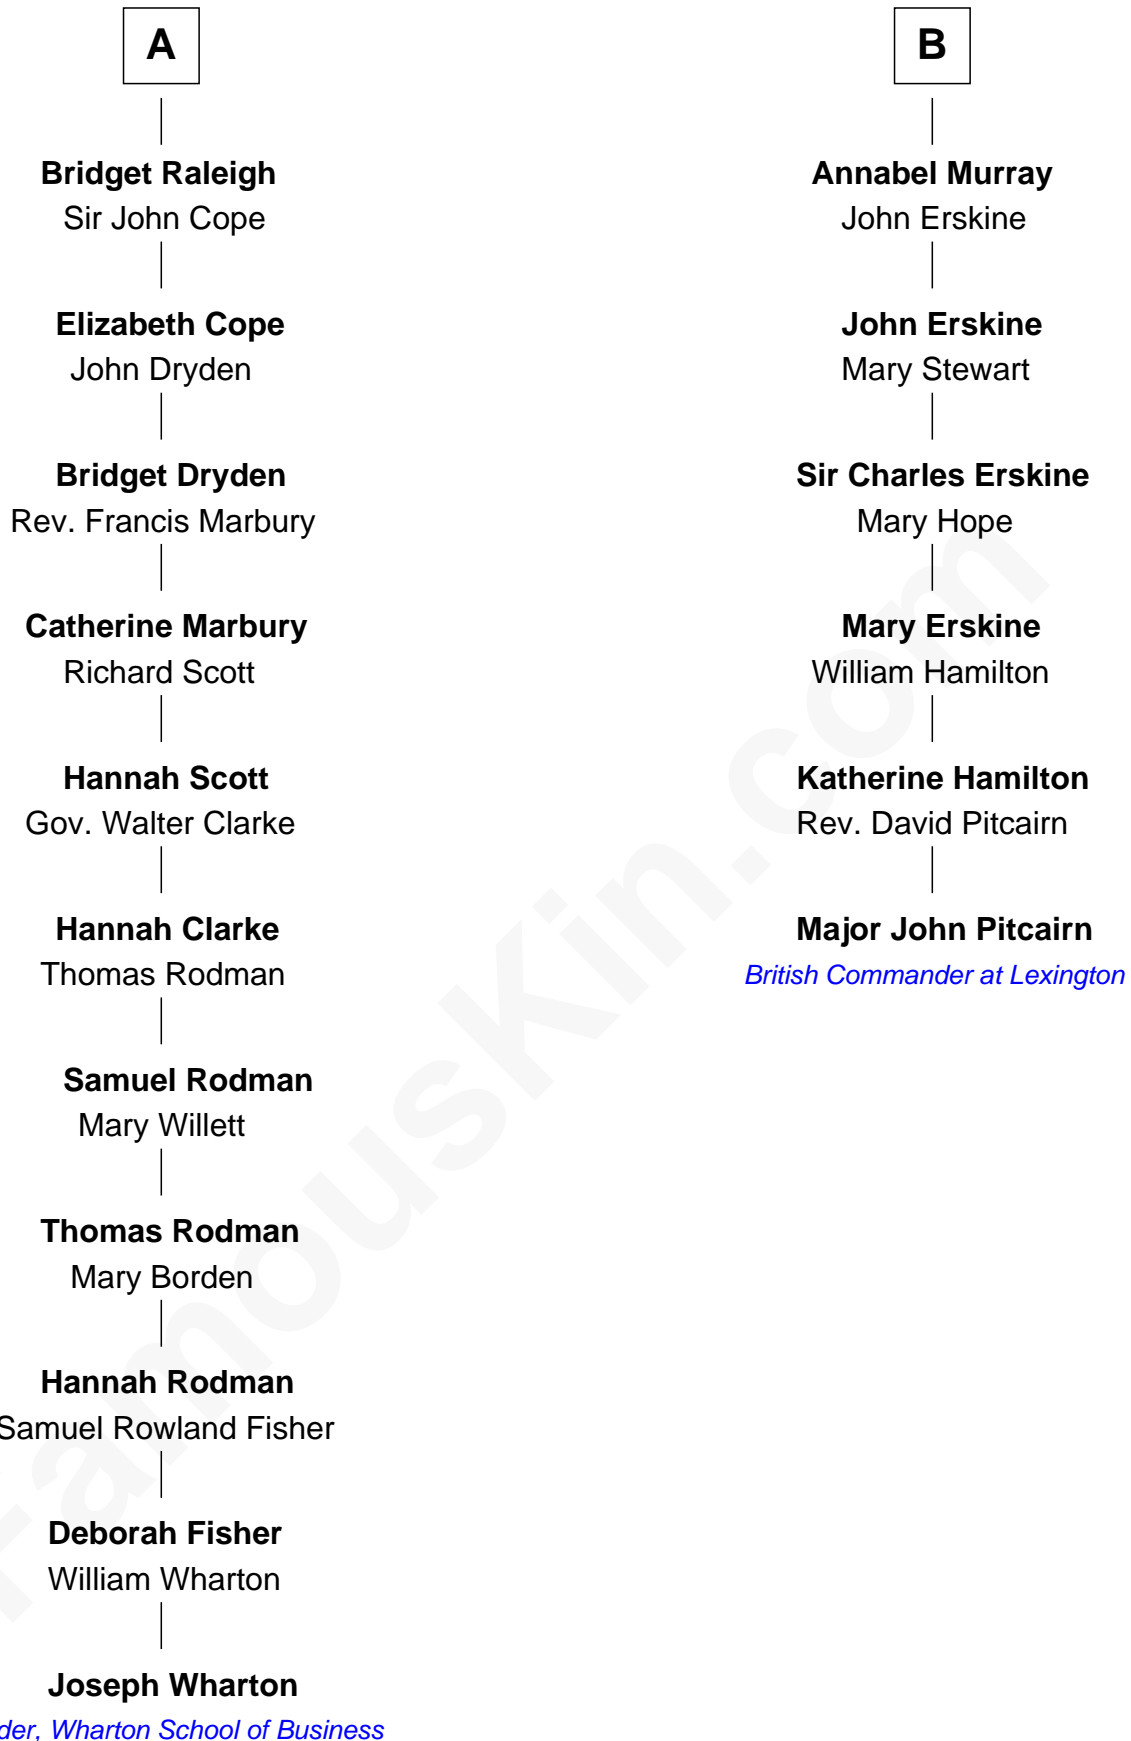 A
Bridget Raleigh
Sir John Cope
Elizabeth Cope
John Dryden
Bridget Dryden
Rev. Francis Marbury
Catherine Marbury
Richard Scott
Hannah Scott
Gov. Walter Clarke
Hannah Clarke
Thomas Rodman
Samuel Rodman
Mary Willett
Thomas Rodman
Mary Borden
Hannah Rodman
Samuel Rowland Fisher
Deborah Fisher
William Wharton
Joseph Wharton
der, Wharton School of Business
B
Annabel Murray
John Erskine
John Erskine
Mary Stewart
Sir Charles Erskine
Mary Hope
Mary Erskine
William Hamilton
Katherine Hamilton
Rev. David Pitcairn
Major John Pitcairn
British Commander at Lexington
FamousKin.com